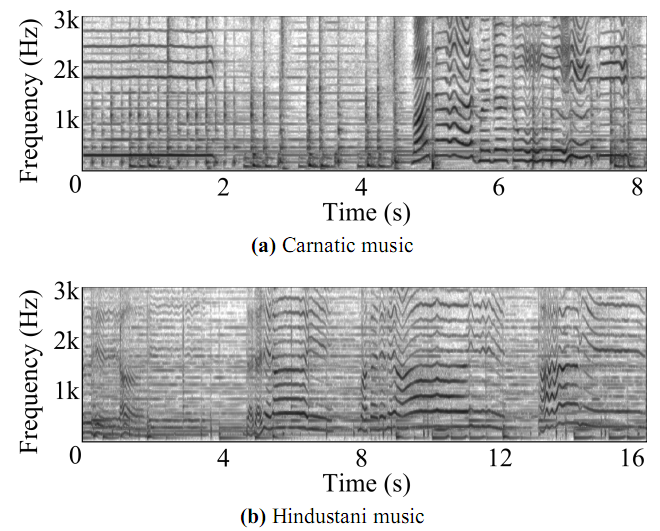 Frequency (Hz)
3k
2k
1k
0 2 4 6 8
Time (s)
(a) Carnatic music
Frequency (Hz)
3k
2k
1k
0 4 8 12 16
Time (s)
(b) Hindustani music